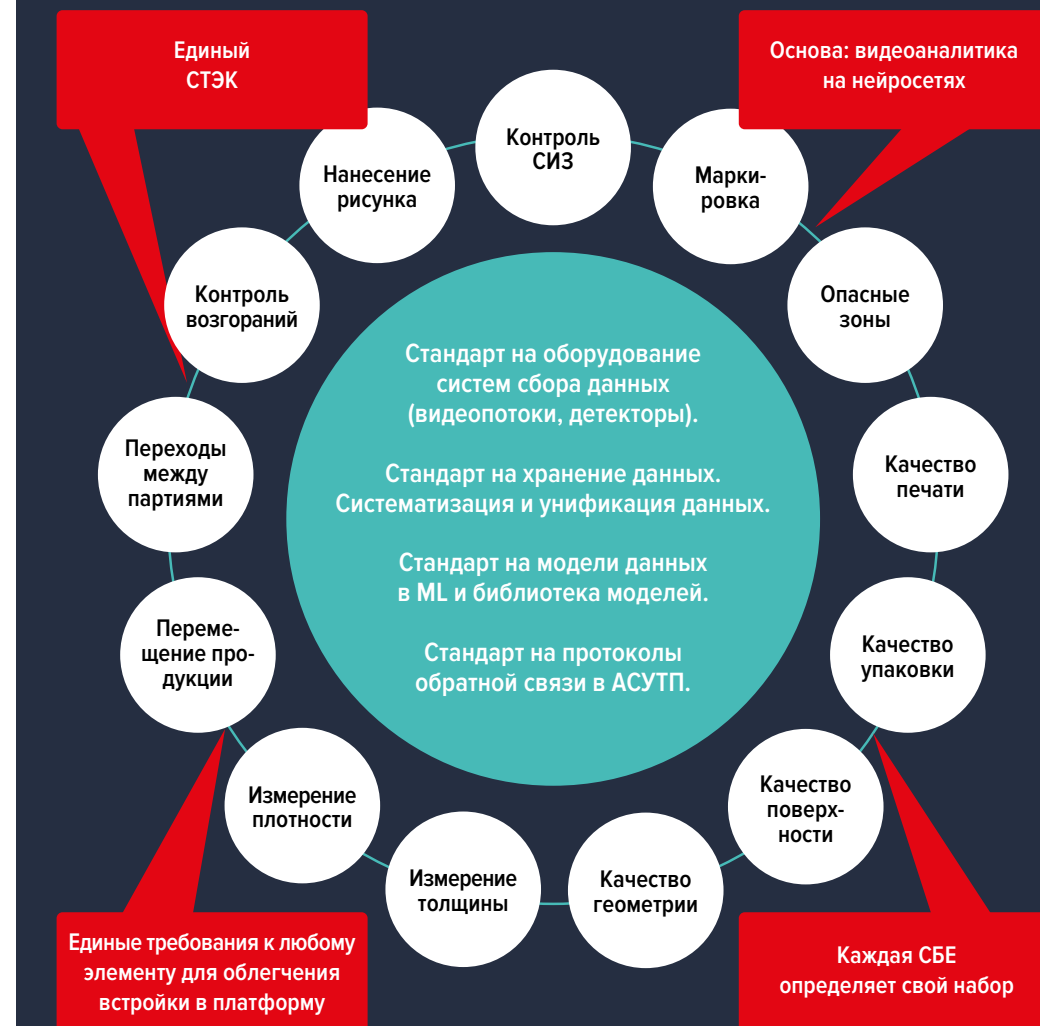 Единый
СТЭК
Основа: видеоаналитика
на нейросетях
Контроль
СИЗ
Марки-
ровка
Опасные
зоны
Качество
печати
Качество
упаковки
Качество
поверх-
ности
Качество
геометрии
Измерение
толщины
Измерение
плотности
Переме-
щение про-
дукции
Переходы
между
партиями
Контроль
возгораний
Нанесение
рисунка
Стандарт на оборудование
систем сбора данных
(видеопотоки, детекторы).
Стандарт на хранение данных.
Систематизация и унификация данных.
Стандарт на модели данных
в ML и библиотека моделей.
Стандарт на протоколы
обратной связи в АСУТП.
Единые требования к любому
элементу для облегчения
встройки в платформу
Каждая СБЕ
определяет свой набор